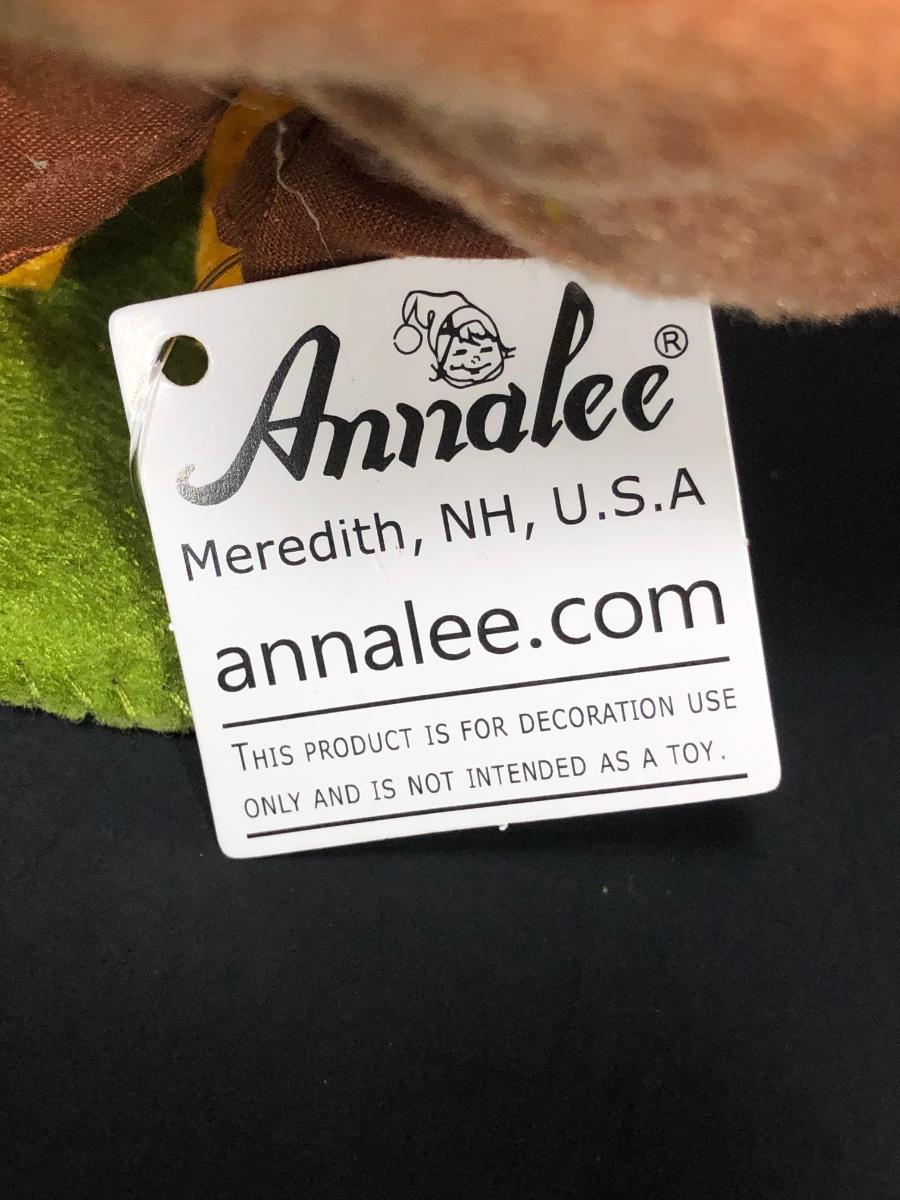 Annalee®
Meredith, NH, U.S.A
annalee.com
THIS PRODUCT IS FOR DECORATION USE
ONLY AND IS NOT INTENDED AS A TOY.